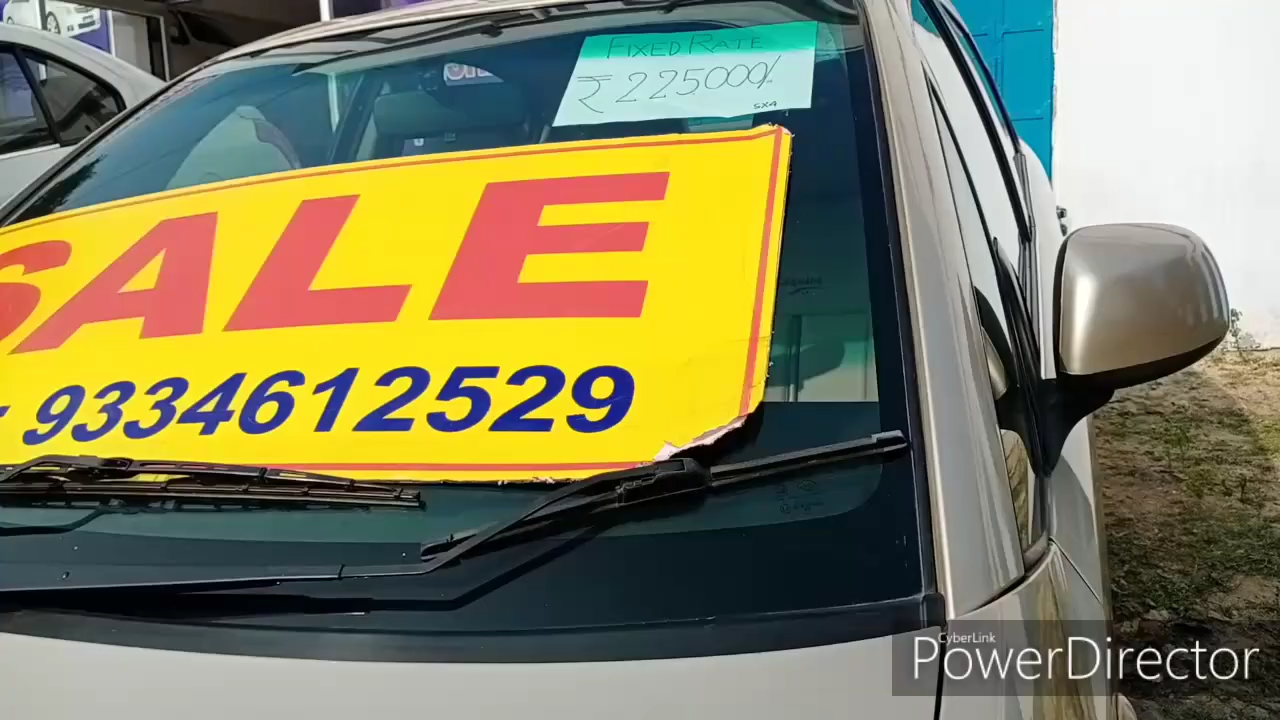 FIXED RATE
₹225000/
SX4
SALE
9334612529
CyberLink
PowerDirector